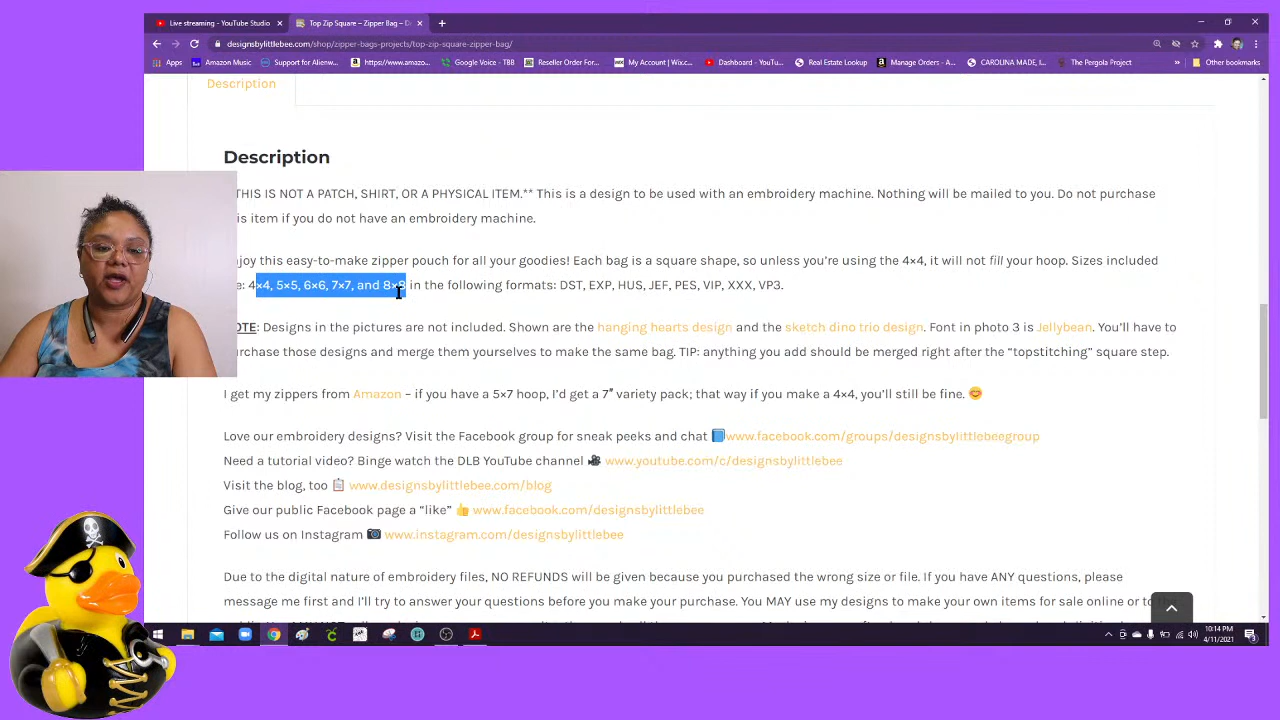 Live streaming - YouTube Studio
Top Zip Square – Zipper Bag – D
designsbylittlebee.com/shop/zipper-bags-projects/top-zip-square-zipper-bag/
Apps Amazon Music Support for Alienw... https://www.amazo... Google Voice - TBB Reseller Order For... My Account | Wix.c... Dashboard - YouTu... Real Estate Lookup Manage Orders - A... CAROLINA MADE, I... The Pergola Project » Other bookmarks
Description
Description
THIS IS NOT A PATCH, SHIRT, OR A PHYSICAL ITEM.** This is a design to be used with an embroidery machine. Nothing will be mailed to you. Do not purchase
is item if you do not have an embroidery machine.
njoy this easy-to-make zipper pouch for all your goodies! Each bag is a square shape, so unless you’re using the 4×4, it will not fill your hoop. Sizes included
e: 4×4, 5×5, 6×6, 7×7, and 8×8 in the following formats: DST, EXP, HUS, JEF, PES, VIP, XXX, VP3.
OTE: Designs in the pictures are not included. Shown are the hanging hearts design and the sketch dino trio design. Font in photo 3 is Jellybean. You’ll have to
urchase those designs and merge them yourselves to make the same bag. TIP: anything you add should be merged right after the “topstitching” square step.
I get my zippers from Amazon – if you have a 5×7 hoop, I’d get a 7″ variety pack; that way if you make a 4×4, you’ll still be fine. 😊
Love our embroidery designs? Visit the Facebook group for sneak peeks and chat 📘www.facebook.com/groups/designsbylittlebeegroup
Need a tutorial video? Binge watch the DLB YouTube channel 🎥 www.youtube.com/c/designsbylittlebee
Visit the blog, too 📋 www.designsbylittlebee.com/blog
Give our public Facebook page a “like” 👍 www.facebook.com/designsbylittlebee
Follow us on Instagram 📷 www.instagram.com/designsbylittlebee
Due to the digital nature of embroidery files, NO REFUNDS will be given because you purchased the wrong size or file. If you have ANY questions, please
message me first and I’ll try to answer your questions before you make your purchase. You MAY use my designs to make your own items for sale online or to
10:14 PM
4/11/2021